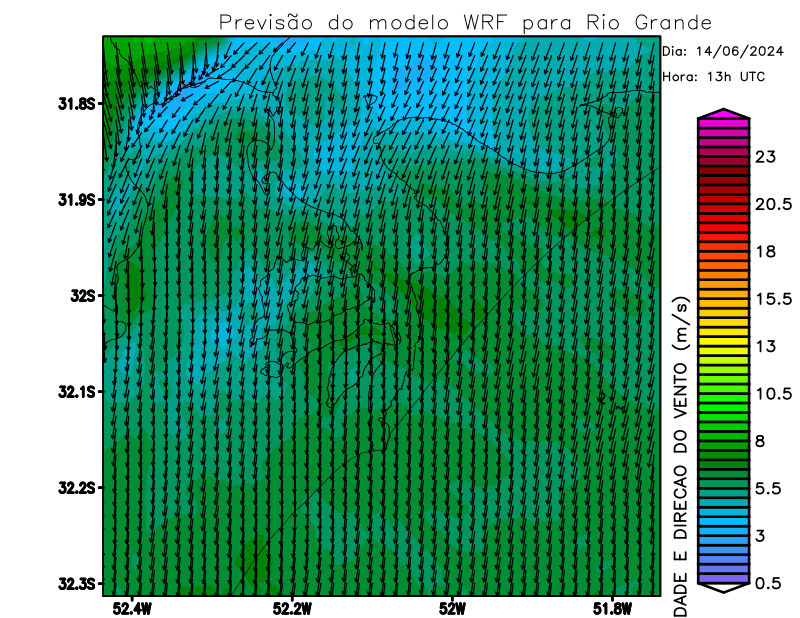 Previsão do modelo WRF para Rio Grande
Dia: 14/06/2024
Hora: 13h UTC
31.8S
31.9S
32S
32.1S
32.2S
32.3S
52.4W
52.2W
52W
51.8W
23
20.5
18
15.5
13
10.5
8
5.5
3
0.5
DADE E DIRECAO DO VENTO (m/s)